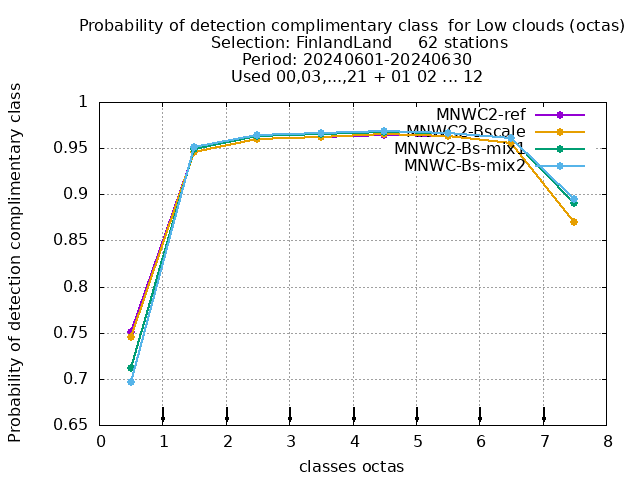 Probability of detection complimentary class  for Low clouds (octas)
Selection: FinlandLand     62 stations
Period: 20240601-20240630
Used 00,03,...,21 + 01 02 ... 12
Probability of detection complimentary class
1
0.95
0.9
0.85
0.8
0.75
0.7
0.65
MNWC2-ref
MNWC2-Bscale
MNWC2-Bs-mix1
MNWC-Bs-mix2
0 1 2 3 4 5 6 7 8
classes octas